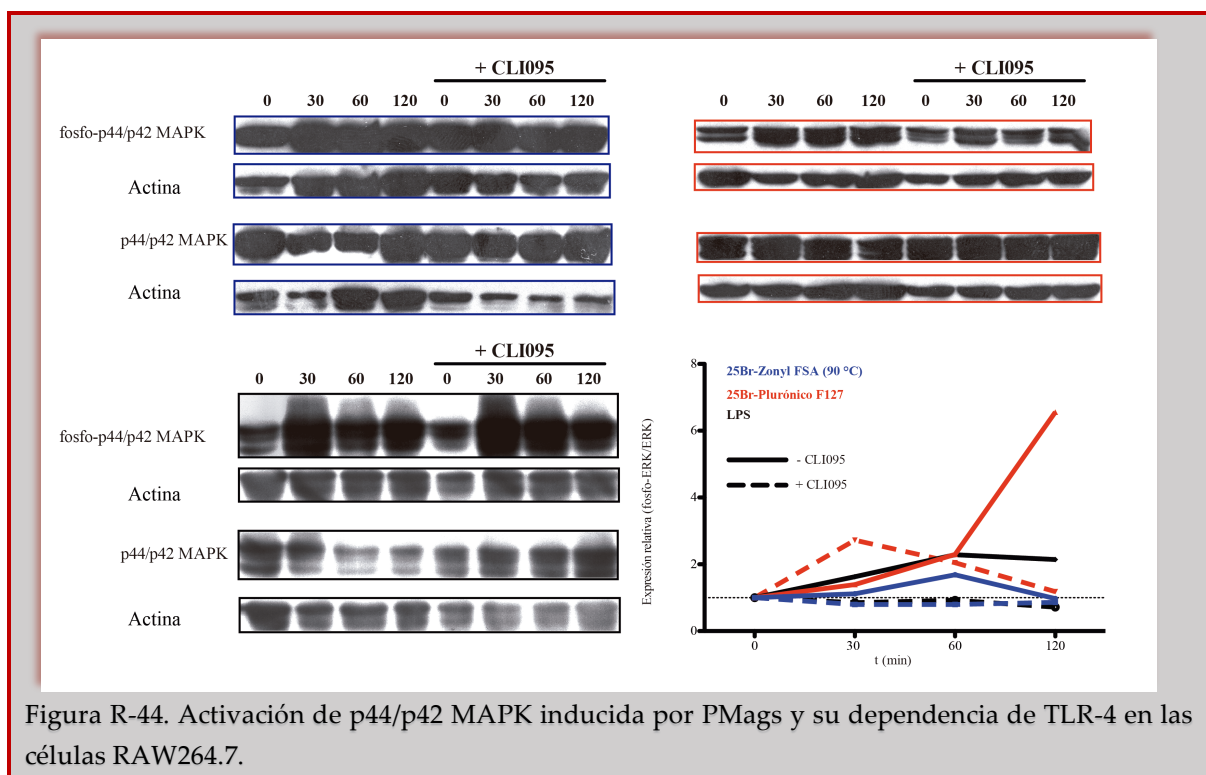 + CLI095
0 30 60 120 0 30 60 120
fosfo-p44/p42 MAPK
Actina
p44/p42 MAPK
Actina
+ CLI095
0 30 60 120 0 30 60 120
+ CLI095
0 30 60 120 0 30 60 120
fosfo-p44/p42 MAPK
Actina
p44/p42 MAPK
Actina
Expresión relativa (fosfo-ERK/ERK)
8
6
4
2
0
25Br-Zonyl FSA (90 °C)
25Br-Plurónico F127
LPS
- CLI095
+ CLI095
0 30 60 120
t (min)
Figura R-44. Activación de p44/p42 MAPK inducida por PMags y su dependencia de TLR-4 en las
células RAW264.7.